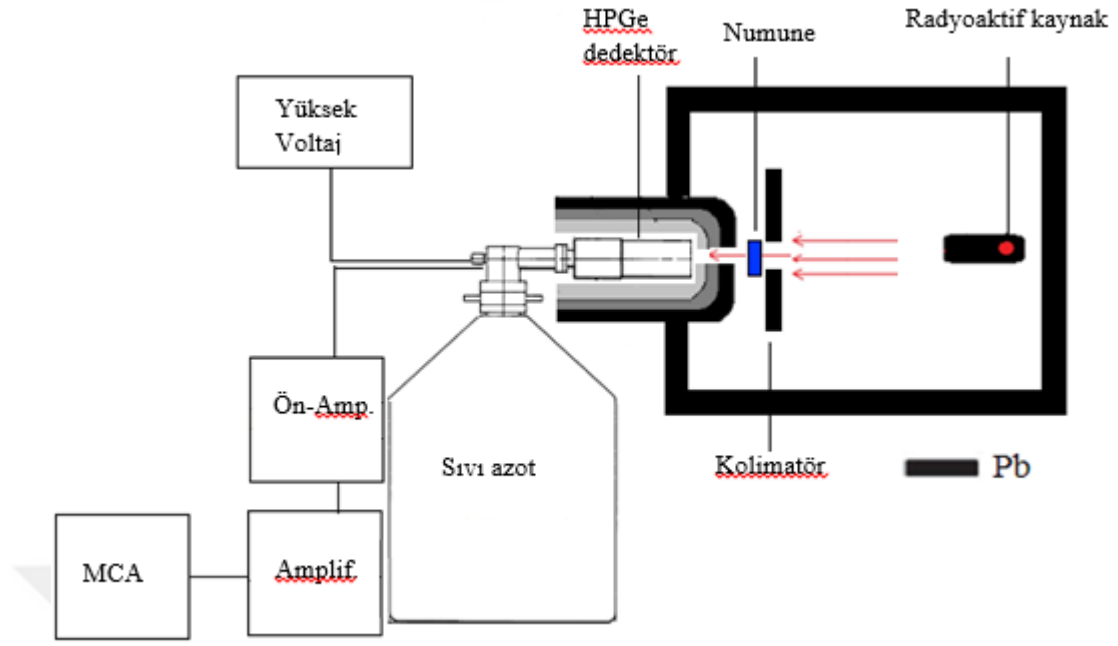 HPGe
dedektör
Numune
Radyoaktif kaynak
Yüksek
Voltaj
Ön-Amp.
Sıvı azot
Kolimatör
Pb
MCA
Amplif.